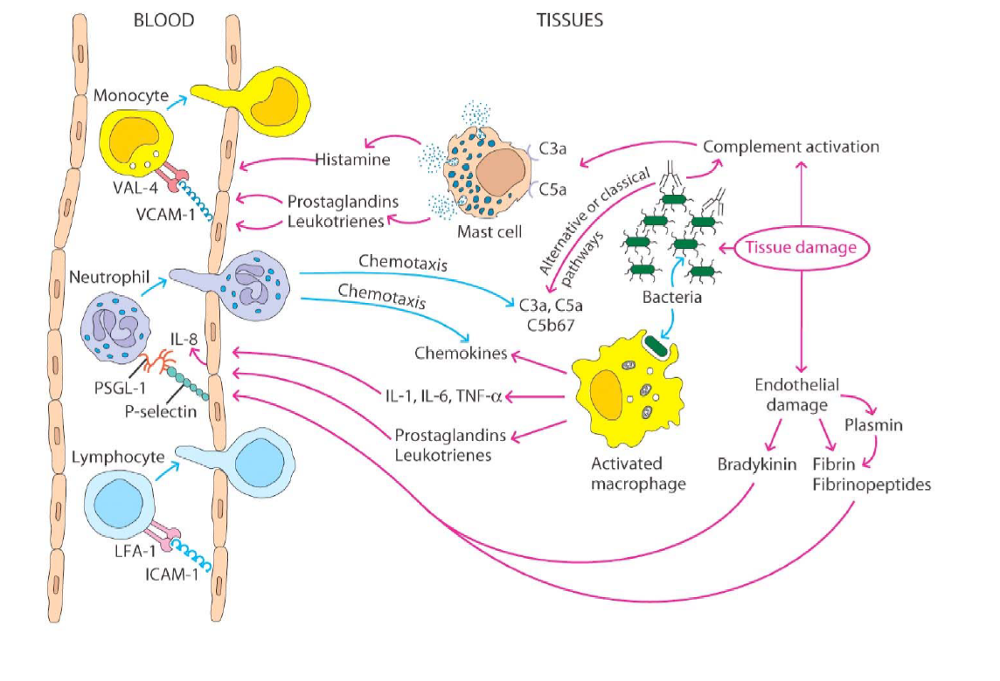 BLOOD
TISSUES
Monocyte
VAL-4
VCAM-1
Histamine
Prostaglandins
Leukotrienes
Mast cell
C3a
C5a
Complement activation
Alternative or classical
pathways
Tissue damage
Bacteria
Neutrophil
Chemotaxis
Chemotaxis
C3a, C5a
C5b67
IL-8
PSGL-1
P-selectin
Chemokines
IL-1, IL-6, TNF-α
Prostaglandins
Leukotrienes
Activated
macrophage
Endothelial
damage
Plasmin
Bradykinin
Fibrin
Fibrinopeptides
Lymphocyte
LFA-1
ICAM-1